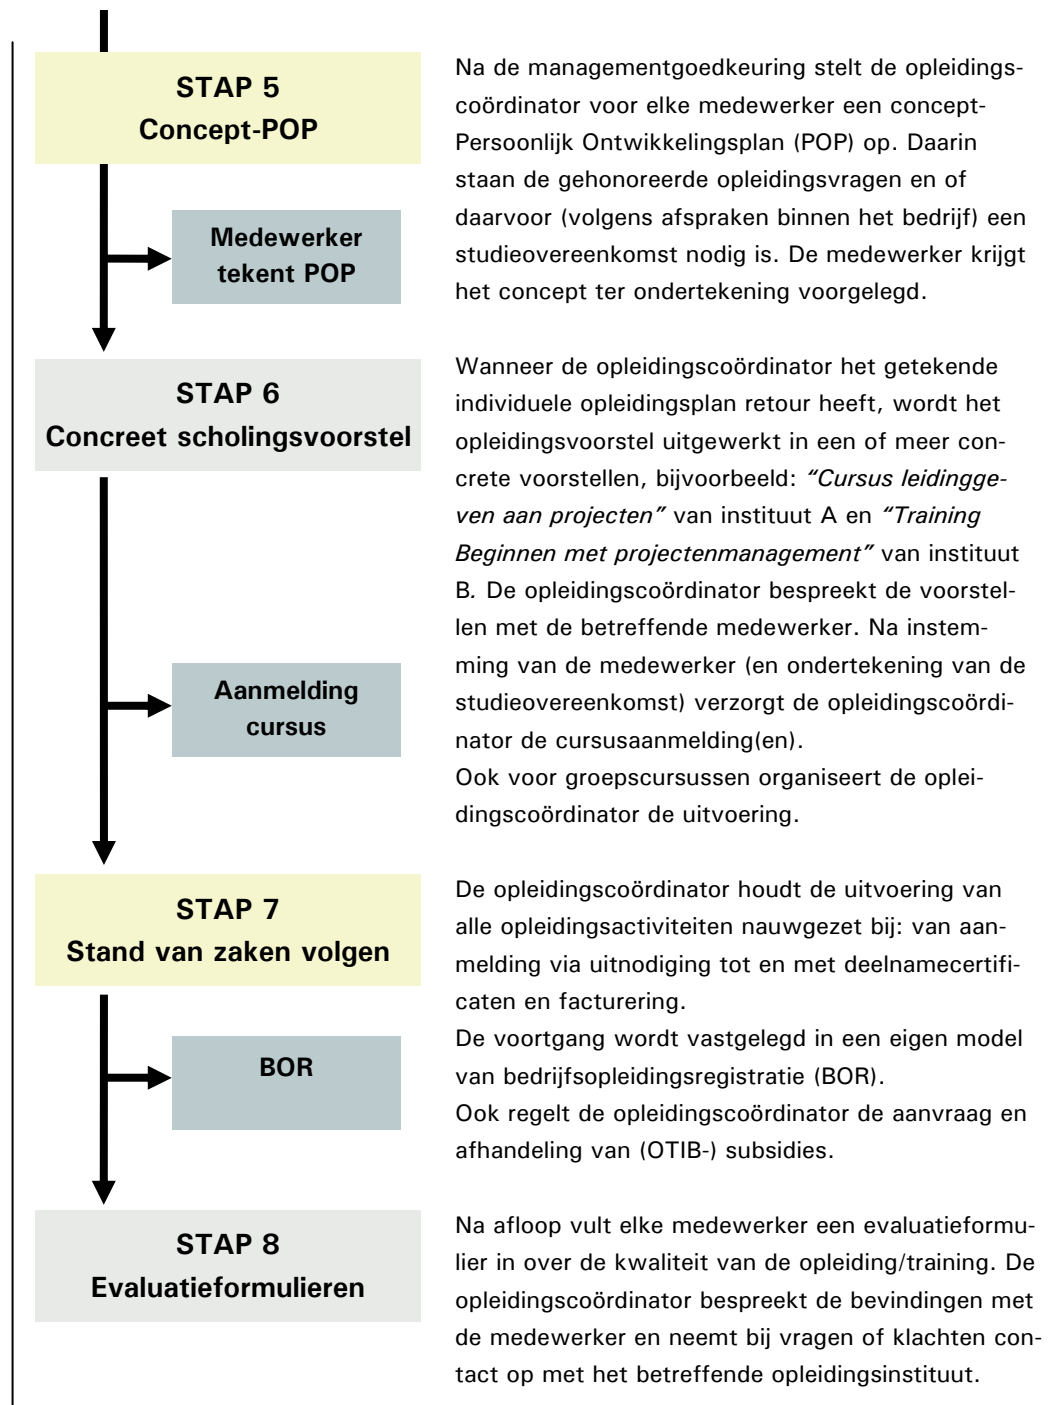 STAP 5
Concept-POP
Na de managementgoedkeuring stelt de opleidings-
coördinator voor elke medewerker een concept-
Persoonlijk Ontwikkelingsplan (POP) op. Daarin
staan de gehonoreerde opleidingsvragen en of
daarvoor (volgens afspraken binnen het bedrijf) een
studieovereenkomst nodig is. De medewerker krijgt
het concept ter ondertekening voorgelegd.
Medewerker
tekent POP
STAP 6
Concreet scholingsvoorstel
Wanneer de opleidingscoördinator het getekende
individuele opleidingsplan retour heeft, wordt het
opleidingsvoorstel uitgewerkt in een of meer con-
crete voorstellen, bijvoorbeeld: “Cursus leidingge-
ven aan projecten” van instituut A en “Training
Beginnen met projectenmanagement” van instituut
B. De opleidingscoördinator bespreekt de voorstel-
len met de betreffende medewerker. Na instem-
ming van de medewerker (en ondertekening van de
studieovereenkomst) verzorgt de opleidingscoördi-
nator de cursusaanmelding(en).
Ook voor groepscursussen organiseert de oplei-
dingscoördinator de uitvoering.
Aanmelding
cursus
STAP 7
Stand van zaken volgen
De opleidingscoördinator houdt de uitvoering van
alle opleidingsactiviteiten nauwgezet bij: van aan-
melding via uitnodiging tot en met deelnamecertifi-
caten en facturering.
De voortgang wordt vastgelegd in een eigen model
van bedrijfsopleidingsregistratie (BOR).
Ook regelt de opleidingscoördinator de aanvraag en
afhandeling van (OTIB-) subsidies.
BOR
STAP 8
Evaluatieformulieren
Na afloop vult elke medewerker een evaluatieformu-
lier in over de kwaliteit van de opleiding/training. De
opleidingscoördinator bespreekt de bevindingen met
de medewerker en neemt bij vragen of klachten con-
tact op met het betreffende opleidingsinstituut.